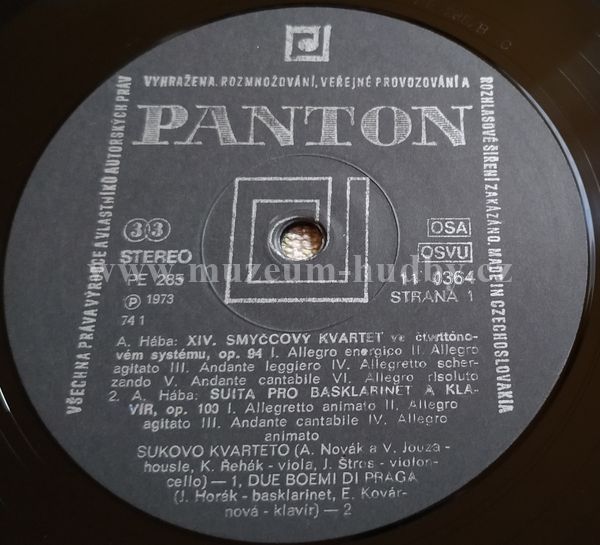 VYHRAŽENA. ROZMNOŽOVÁNÍ, VEŘEJNÉ PROVOZOVÁNÍ A
ROZHLASOVÉ ŠÍŘENÍ ZAKÁZÁNO. MADE IN CZECHOSLOVAKIA
VŠECHNA PRÁVA VÝROBCE A VLASTNÍKŮ AUTORSKÝCH PRÁV
PANTON
33
STEREO
PE 285
Ⓟ 1973
74 1
OSA
OSVU
11 0364
STRANA 1
www.muzeum-hudby.cz
A. Hába: XIV. SMYČCOVÝ KVARTET ve čtvrttóno-
vém systému, op. 94 I. Allegro energico II. Allegro
agitato III. Andante leggiero IV. Allegretto scher-
zando V. Andante cantabile VI. Allegro risoluto
2. A. Hába: SUITA PRO BASKLARINET A KLA-
VÍR, op. 100 I. Allegretto animato II. Allegro
agitato III. Andante cantabile IV. Allegro
animato
SUKOVO KVARTETO (A. Novák a V. Jouza -
housle, K. Řehák - viola, J. Štros - violon-
cello) — 1, DUE BOEMI DI PRAGA
(J. Horák - basklarinet, E. Kovár-
nová - klavír) — 2